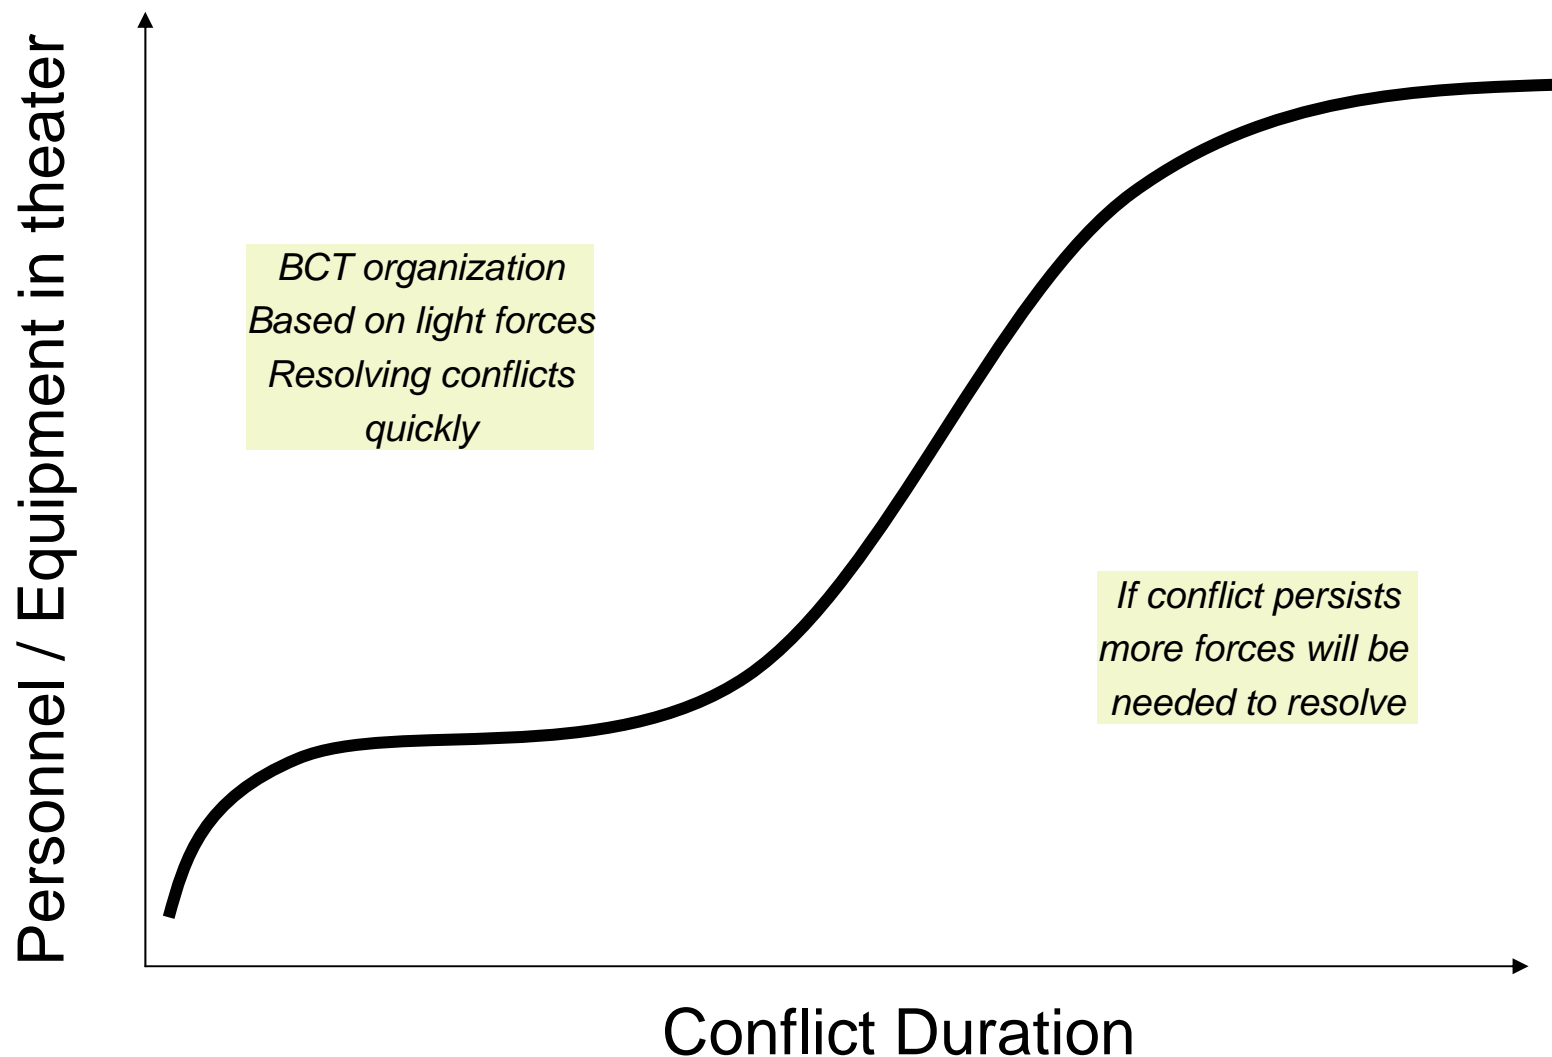 Personnel / Equipment in theater
BCT organization
Based on light forces
Resolving conflicts
quickly
If conflict persists
more forces will be
needed to resolve
Conflict Duration